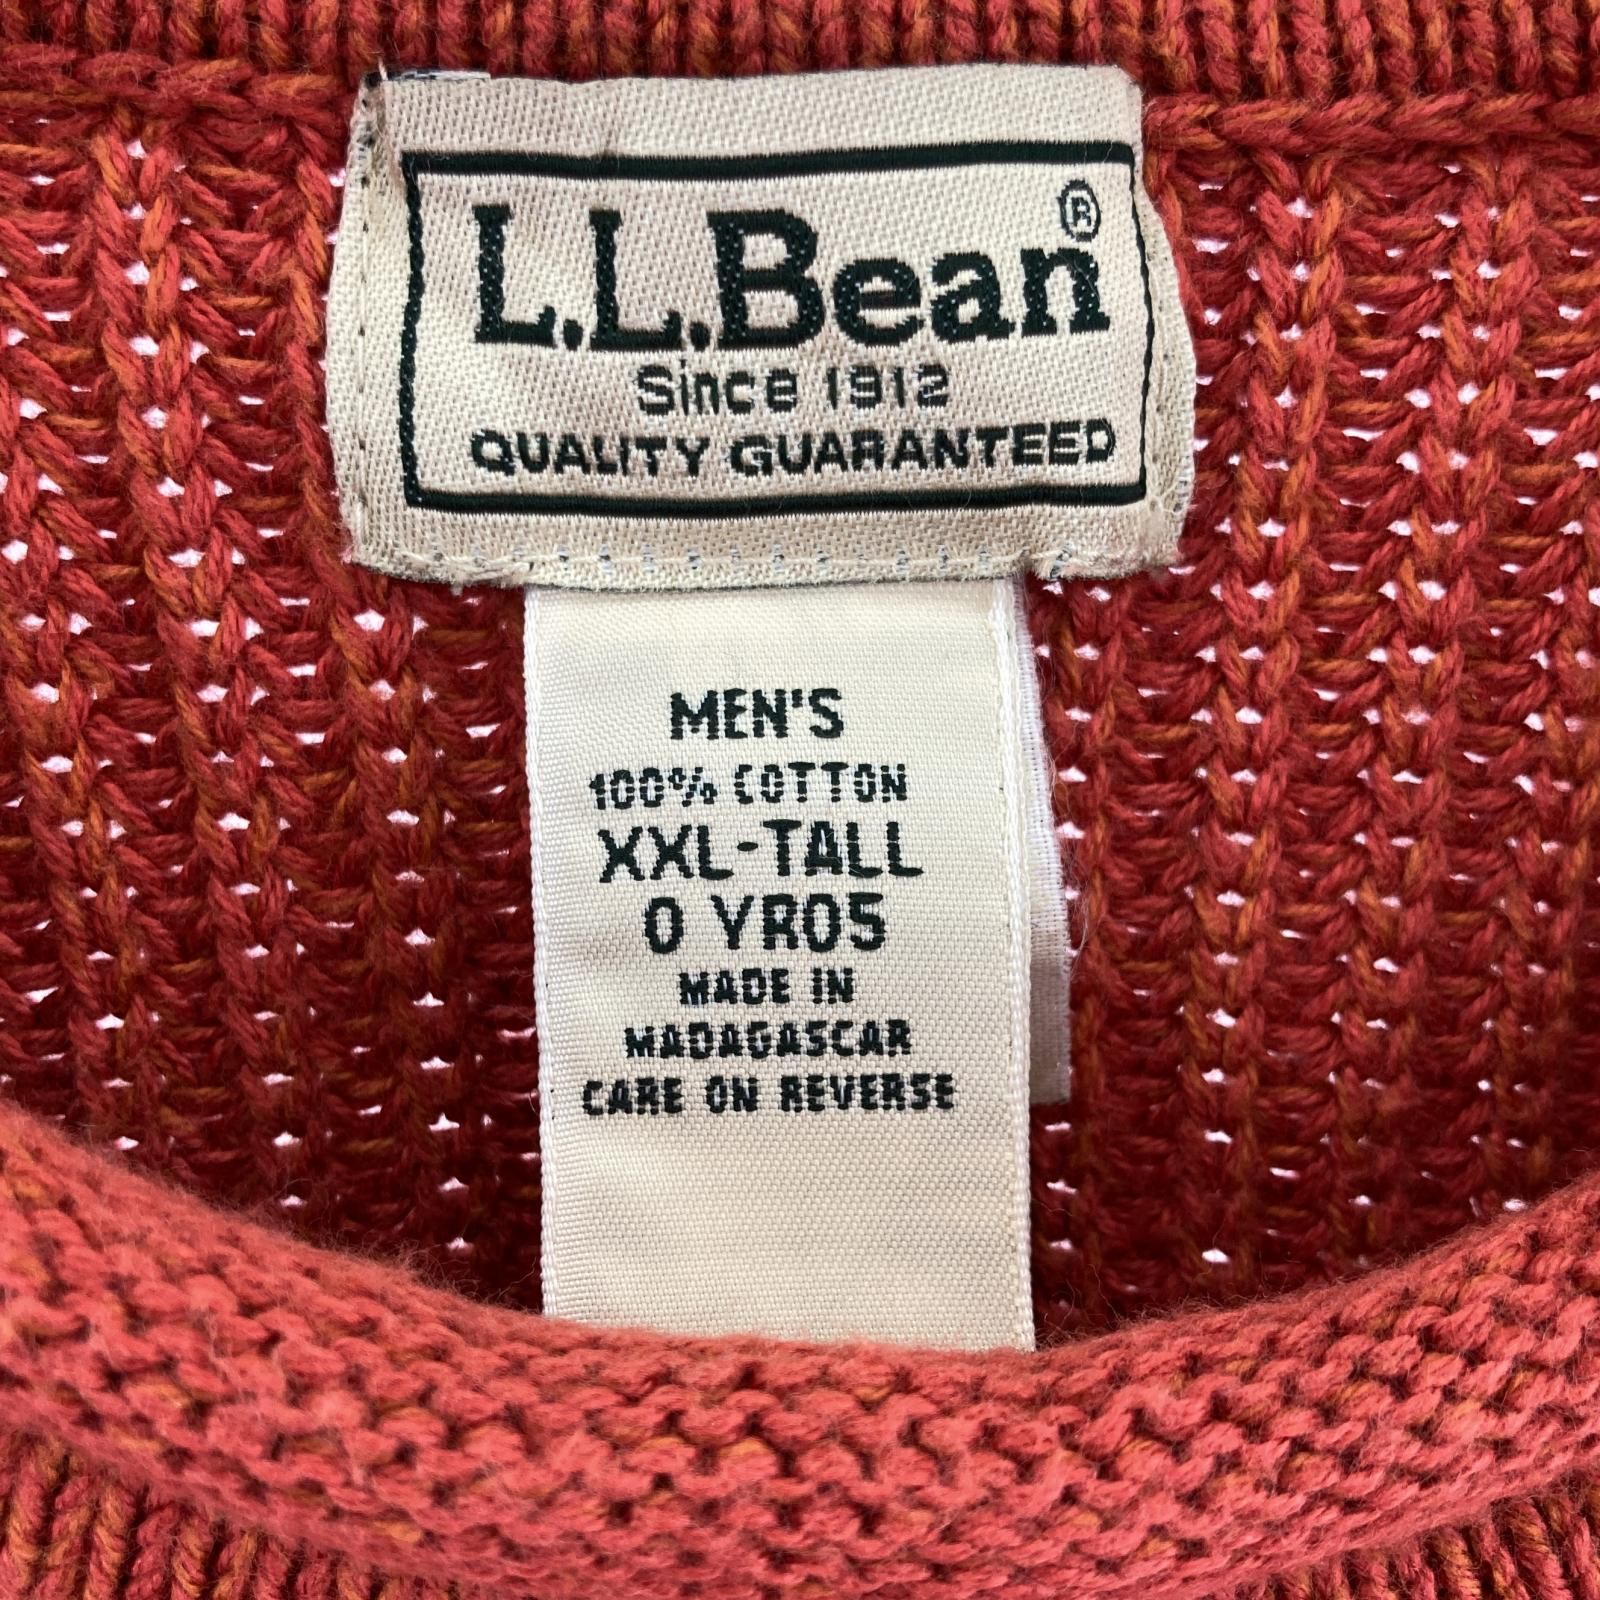 L.L.Bean®
Since 1912
QUALITY GUARANTEED
MEN'S
100% COTTON
XXL-TALL
0 YR05
MADE IN
MADAGASCAR
CARE ON REVERSE